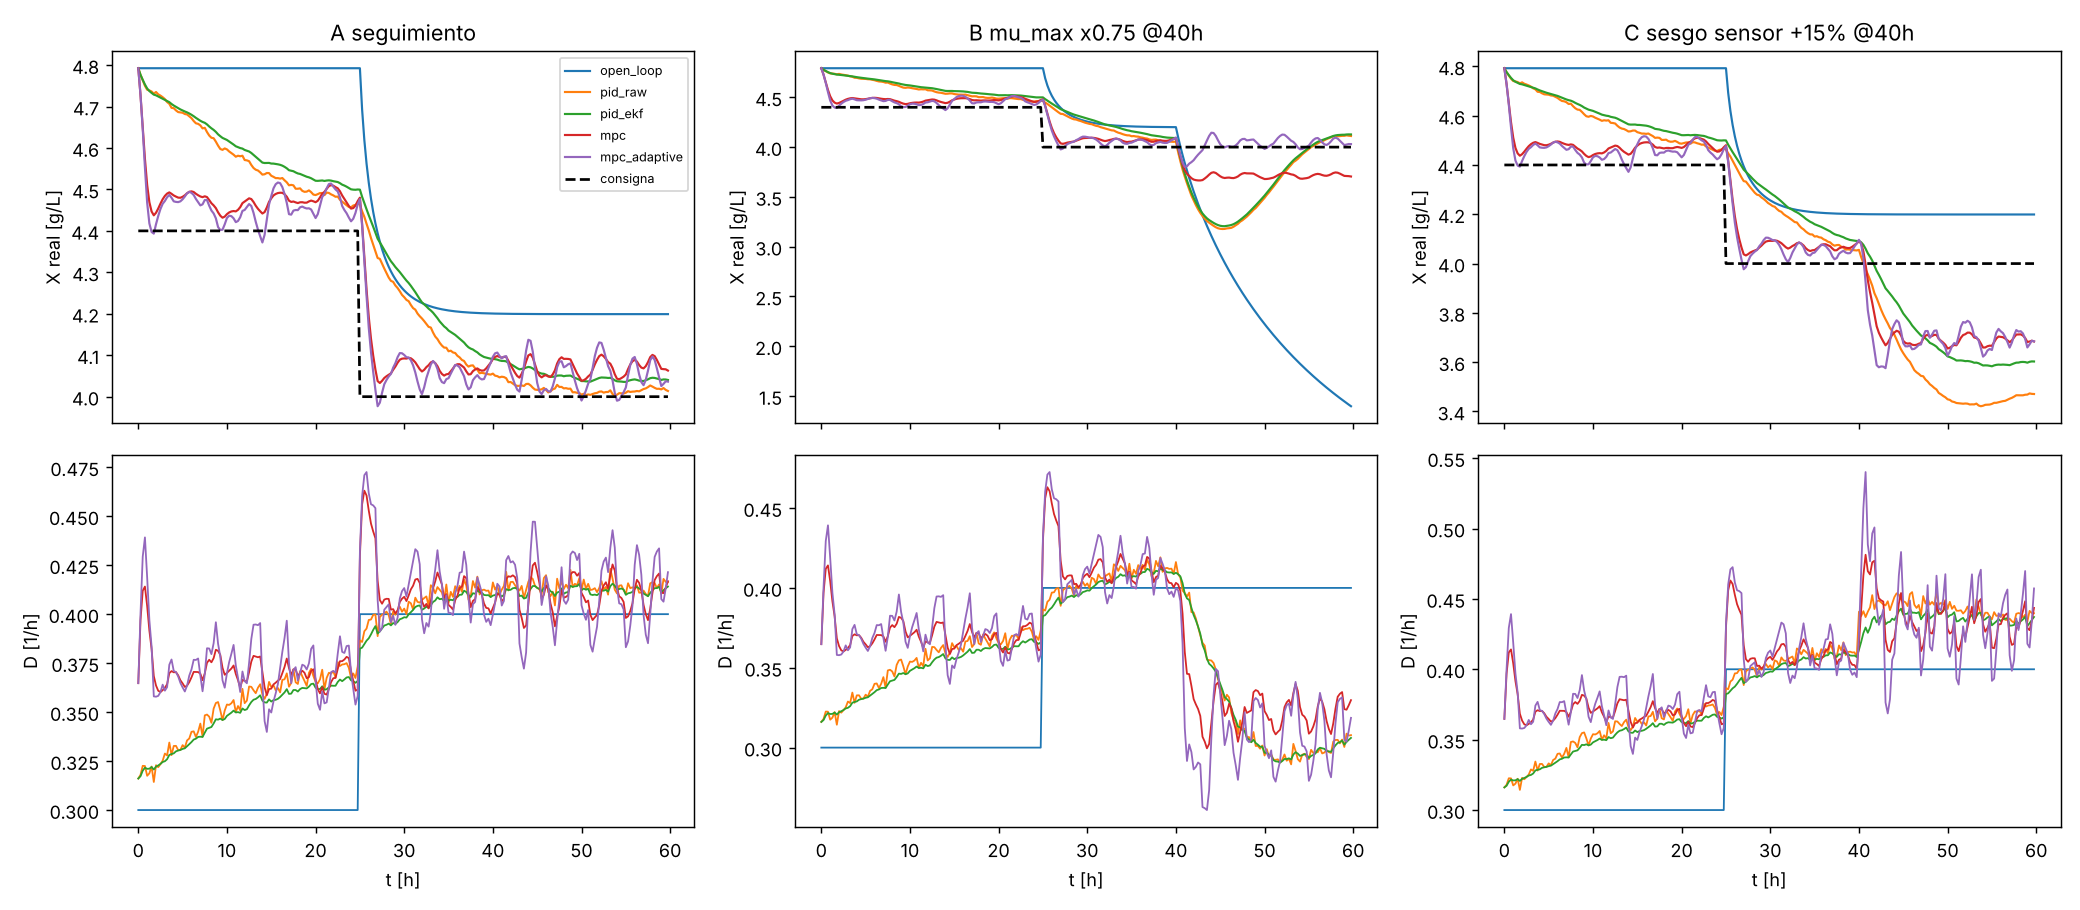 A seguimiento
B mu_max x0.75 @40h
C sesgo sensor +15% @40h
X real [g/L]
4.8
4.7
4.6
4.5
4.4
4.3
4.2
4.1
4.0
open_loop
pid_raw
pid_ekf
mpc
mpc_adaptive
consigna
X real [g/L]
4.5
4.0
3.5
3.0
2.5
2.0
1.5
X real [g/L]
4.8
4.6
4.4
4.2
4.0
3.8
3.6
3.4
D [1/h]
0.475
0.450
0.425
0.400
0.375
0.350
0.325
0.300
0 10 20 30 40 50 60
t [h]
D [1/h]
0.45
0.40
0.35
0.30
0 10 20 30 40 50 60
t [h]
D [1/h]
0.55
0.50
0.45
0.40
0.35
0.30
0 10 20 30 40 50 60
t [h]